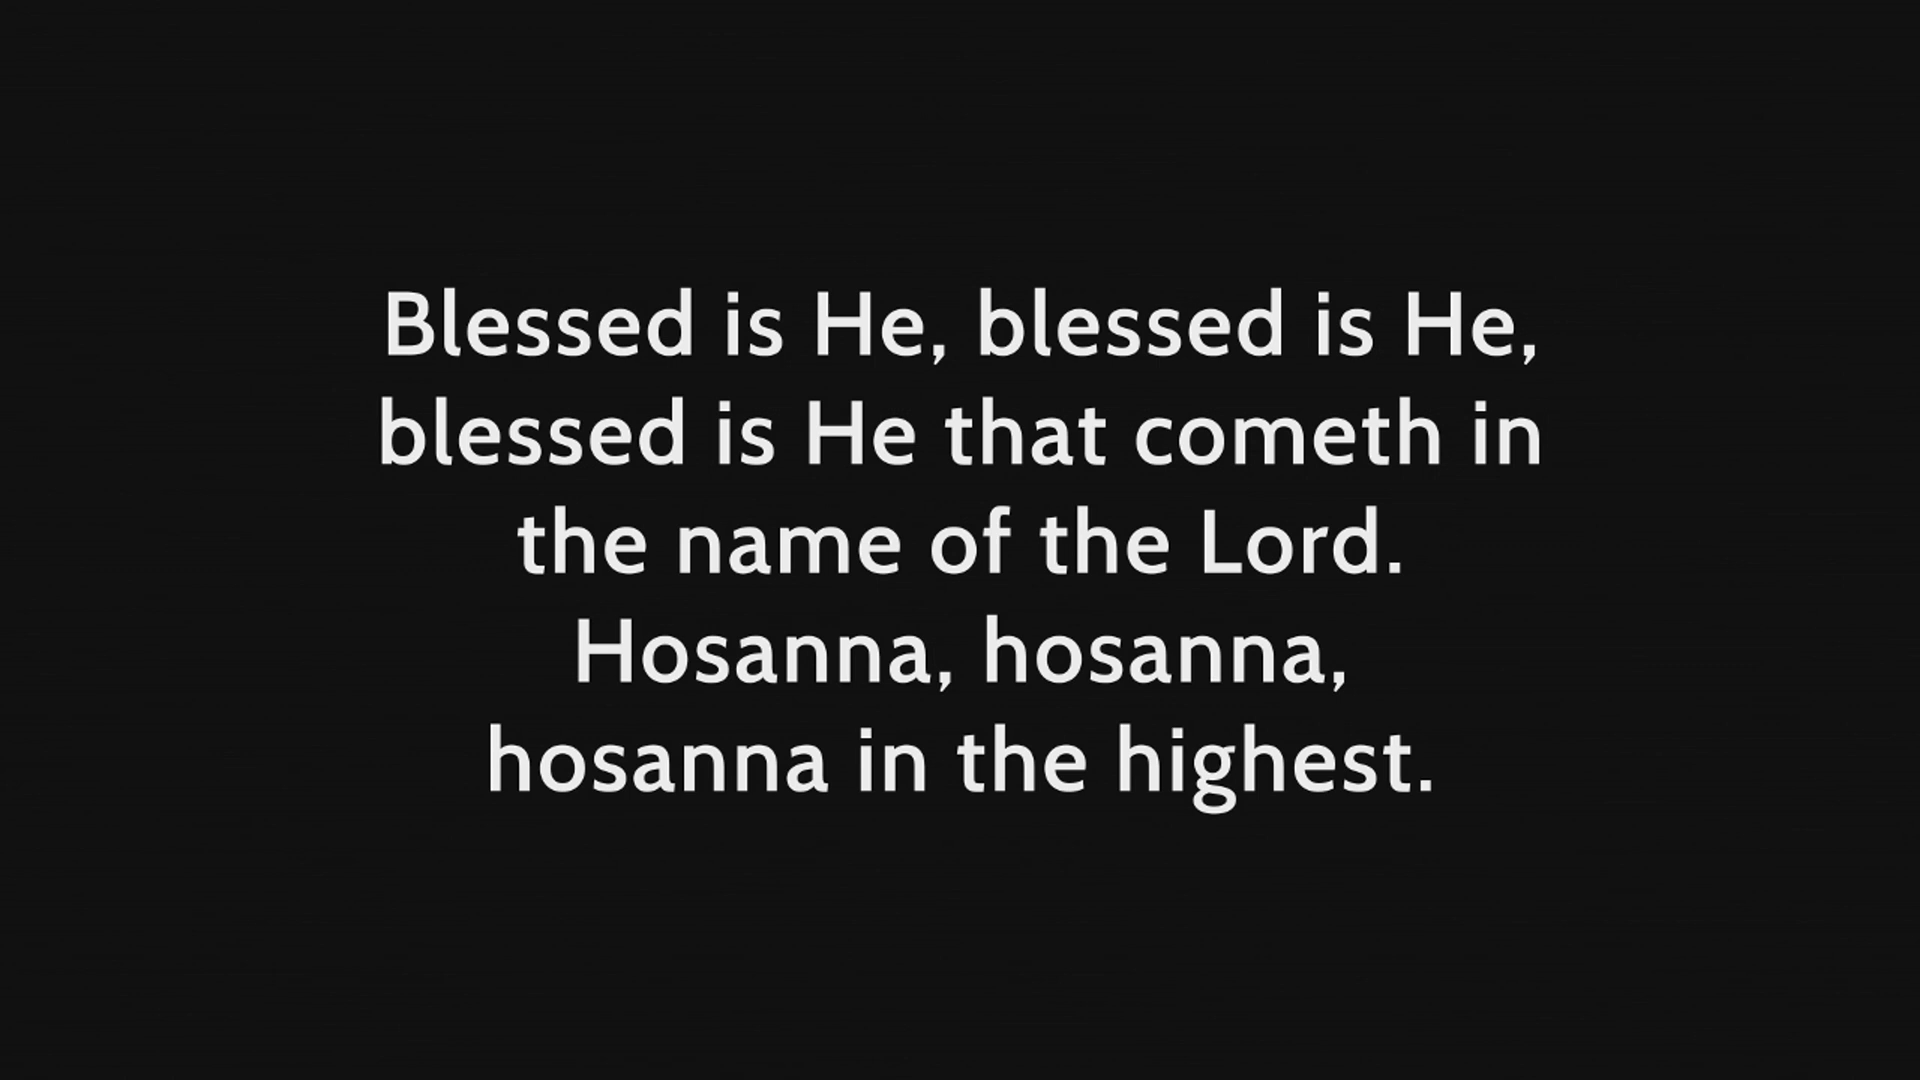 Blessed is He, blessed is He,
blessed is He that cometh in
the name of the Lord.
Hosanna, hosanna,
hosanna in the highest.